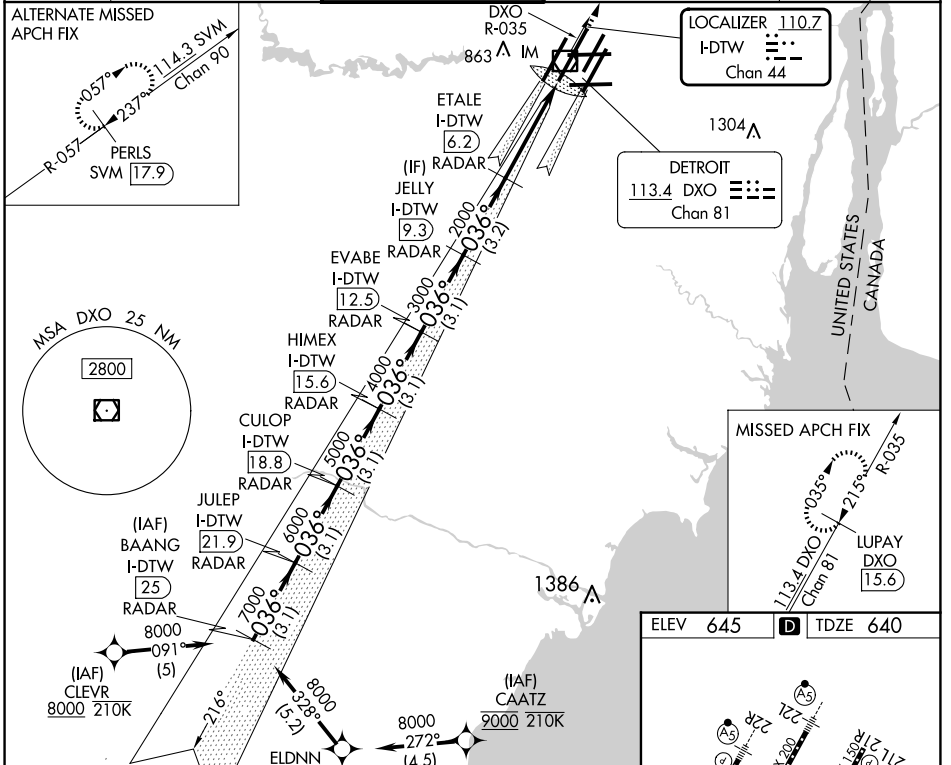 ALTERNATE MISSED
APCH FIX
057°
237°
114.3 SVM
Chan 90
R-057
PERLS
SVM 17.9
DXO
R-035
863
IM
LOCALIZER 110.7
I-DTW
Chan 44
ETALE
I-DTW
6.2
RADAR
1304
DETROIT
113.4 DXO
Chan 81
(IF)
JELLY
I-DTW
9.3
RADAR
2000
036°
(3.2)
EVABE
I-DTW
12.5
RADAR
3000
036°
(3.1)
HIMEX
I-DTW
15.6
RADAR
4000
036°
(3.1)
CULOP
I-DTW
18.8
RADAR
5000
036°
(3.1)
JULEP
I-DTW
21.9
RADAR
6000
036°
(3.1)
(IAF)
BAANG
I-DTW
25
RADAR
7000
036°
(3.1)
UNITED STATES
CANADA
MSA DXO 25 NM
2800
MISSED APCH FIX
R-035
035°
215°
113.4 DXO
Chan 81
LUPAY
DXO
15.6
1386
8000
091°
(5)
(IAF)
CLEVR
8000 210K
216°
8000
328°
(5.2)
ELDNN
8000
272°
(4.5)
(IAF)
CAATZ
9000 210K
ELEV 645
D
TDZE 640
A5
22R
A5
22L
X 200
150
21R
21L